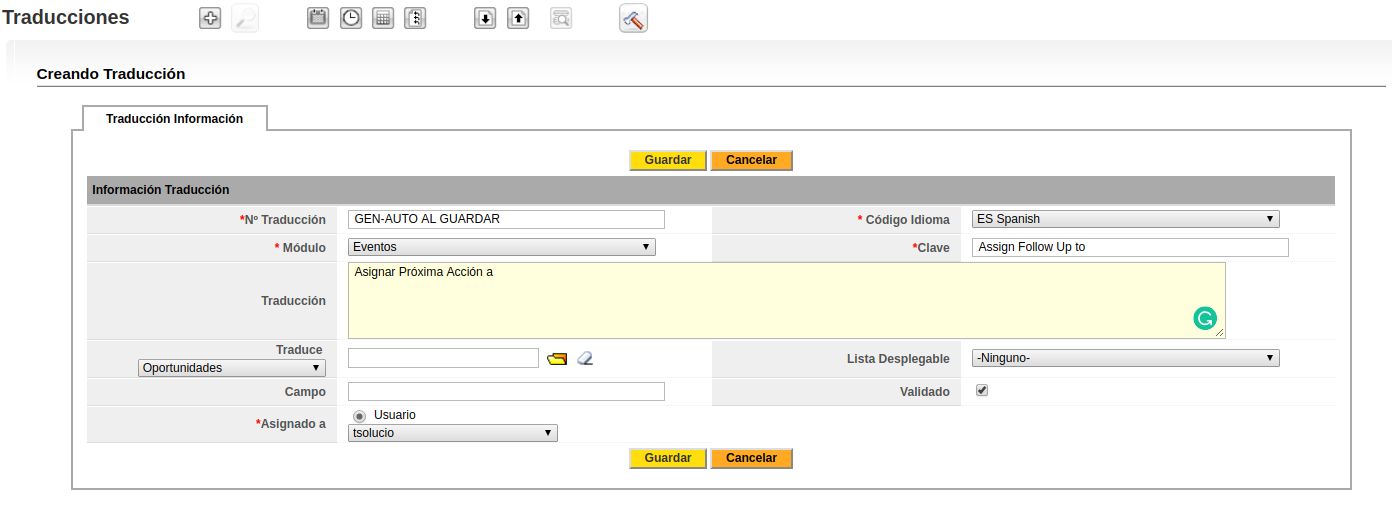 Traducciones
Creando Traducción
Traducción Información
Guardar Cancelar
Información Traducción
*Nº Traducción GEN-AUTO AL GUARDAR * Código Idioma ES Spanish
* Módulo Eventos *Clave Assign Follow Up to
Traducción Asignar Próxima Acción a
Traduce
Oportunidades Lista Desplegable -Ninguno-
Campo Validado
*Asignado a Usuario
tsolucio
Guardar Cancelar